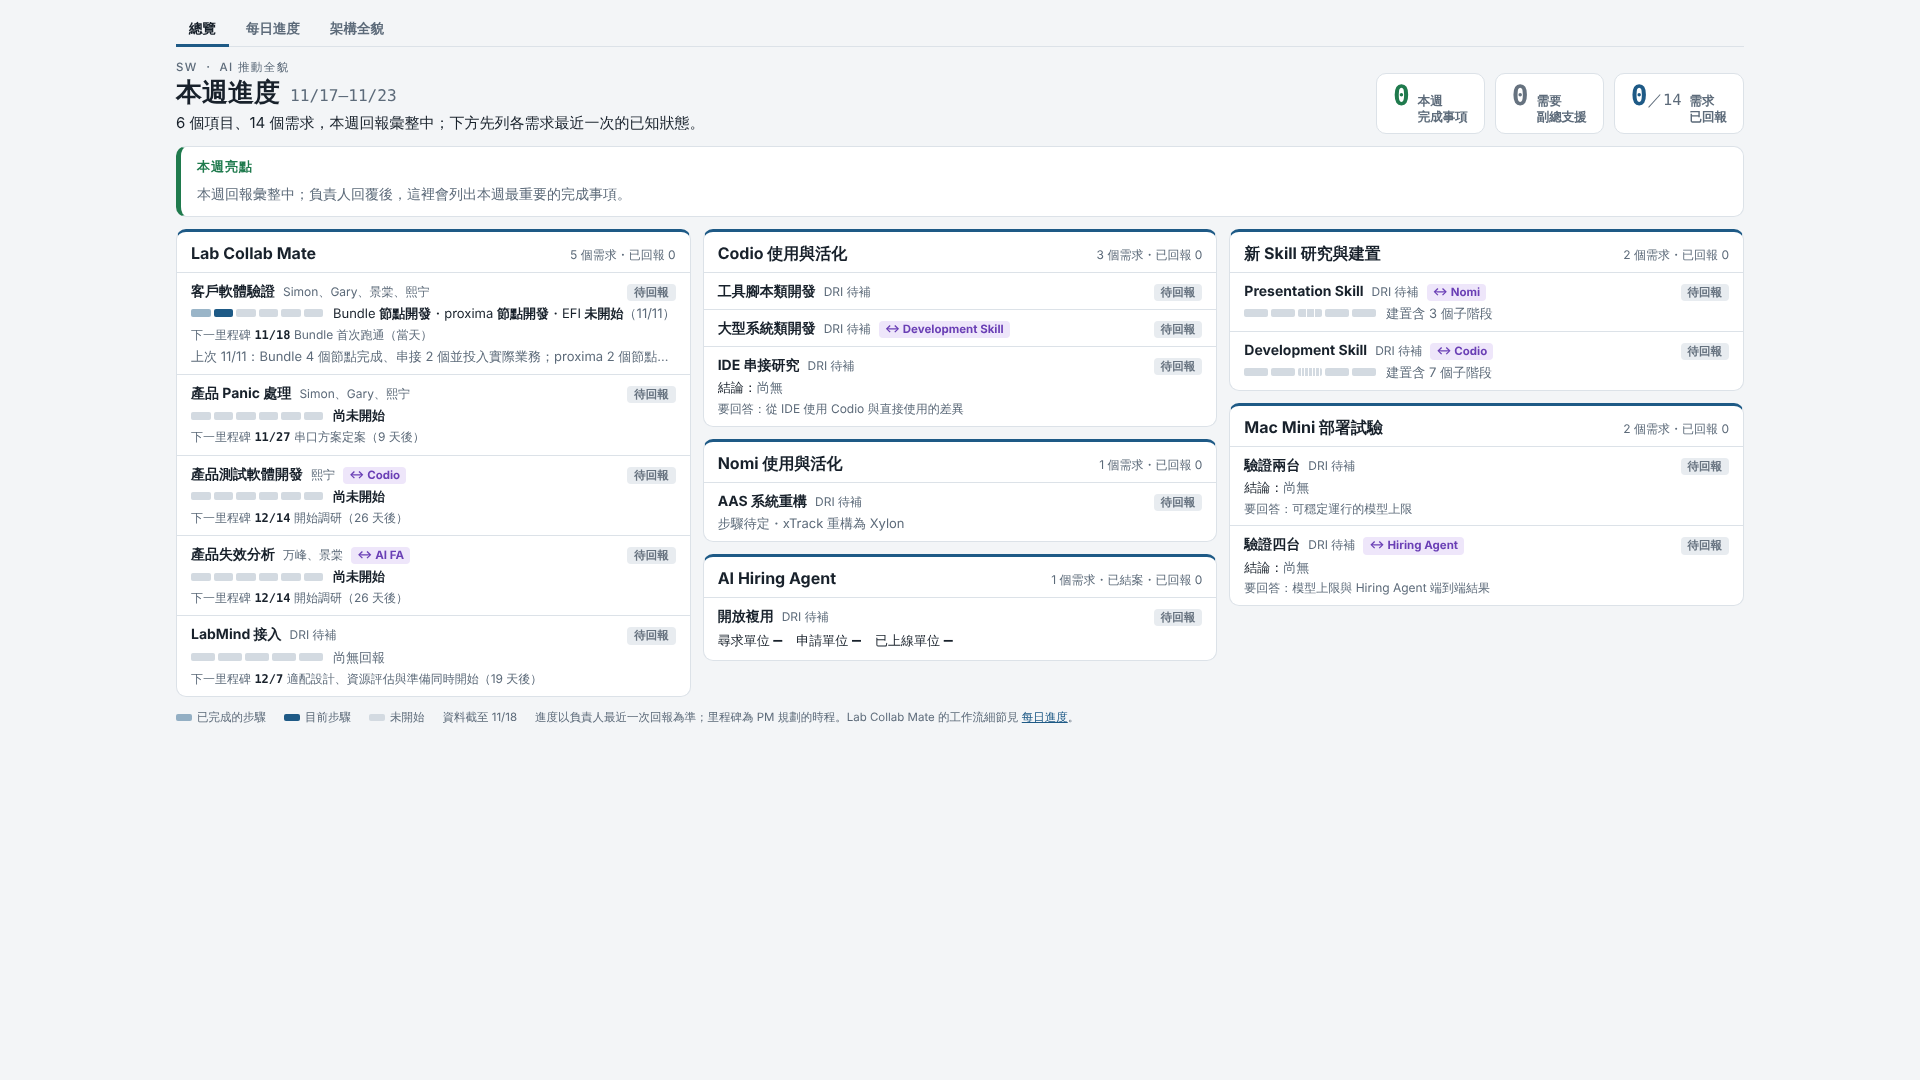 總覽 每日進度 架構全貌
SW · AI 推動全貌
本週進度 11/17–11/23
6 個項目、14 個需求，本週回報彙整中；下方先列各需求最近一次的已知狀態。
0 本週 完成事項
0 需要 副總支援
0／14 需求 已回報
本週亮點
本週回報彙整中；負責人回覆後，這裡會列出本週最重要的完成事項。
Lab Collab Mate 5 個需求・已回報 0
客戶軟體驗證 Simon、Gary、景棠、熙宁 待回報
Bundle 節點開發・proxima 節點開發・EFI 未開始（11/11）
下一里程碑 11/18 Bundle 首次跑通（當天）
上次 11/11：Bundle 4 個節點完成、串接 2 個並投入實際業務；proxima 2 個節點…
產品 Panic 處理 Simon、Gary、熙宁 待回報
尚未開始
下一里程碑 11/27 串口方案定案（9 天後）
產品測試軟體開發 熙宁 ↔ Codio 待回報
尚未開始
下一里程碑 12/14 開始調研（26 天後）
產品失效分析 万峰、景棠 ↔ AI FA 待回報
尚未開始
下一里程碑 12/14 開始調研（26 天後）
LabMind 接入 DRI 待補 待回報
尚無回報
下一里程碑 12/7 適配設計、資源評估與準備同時開始（19 天後）
Codio 使用與活化 3 個需求・已回報 0
工具腳本類開發 DRI 待補 待回報
大型系統類開發 DRI 待補 ↔ Development Skill 待回報
IDE 串接研究 DRI 待補 待回報
結論：尚無
要回答：從 IDE 使用 Codio 與直接使用的差異
Nomi 使用與活化 1 個需求・已回報 0
AAS 系統重構 DRI 待補 待回報
步驟待定・xTrack 重構為 Xylon
AI Hiring Agent 1 個需求・已結案・已回報 0
開放複用 DRI 待補 待回報
尋求單位 – 申請單位 – 已上線單位 –
新 Skill 研究與建置 2 個需求・已回報 0
Presentation Skill DRI 待補 ↔ Nomi 待回報
建置含 3 個子階段
Development Skill DRI 待補 ↔ Codio 待回報
建置含 7 個子階段
Mac Mini 部署試驗 2 個需求・已回報 0
驗證兩台 DRI 待補 待回報
結論：尚無
要回答：可穩定運行的模型上限
驗證四台 DRI 待補 ↔ Hiring Agent 待回報
結論：尚無
要回答：模型上限與 Hiring Agent 端到端結果
已完成的步驟 目前步驟 未開始 資料截至 11/18 進度以負責人最近一次回報為準；里程碑為 PM 規劃的時程。Lab Collab Mate 的工作流細節見 每日進度。